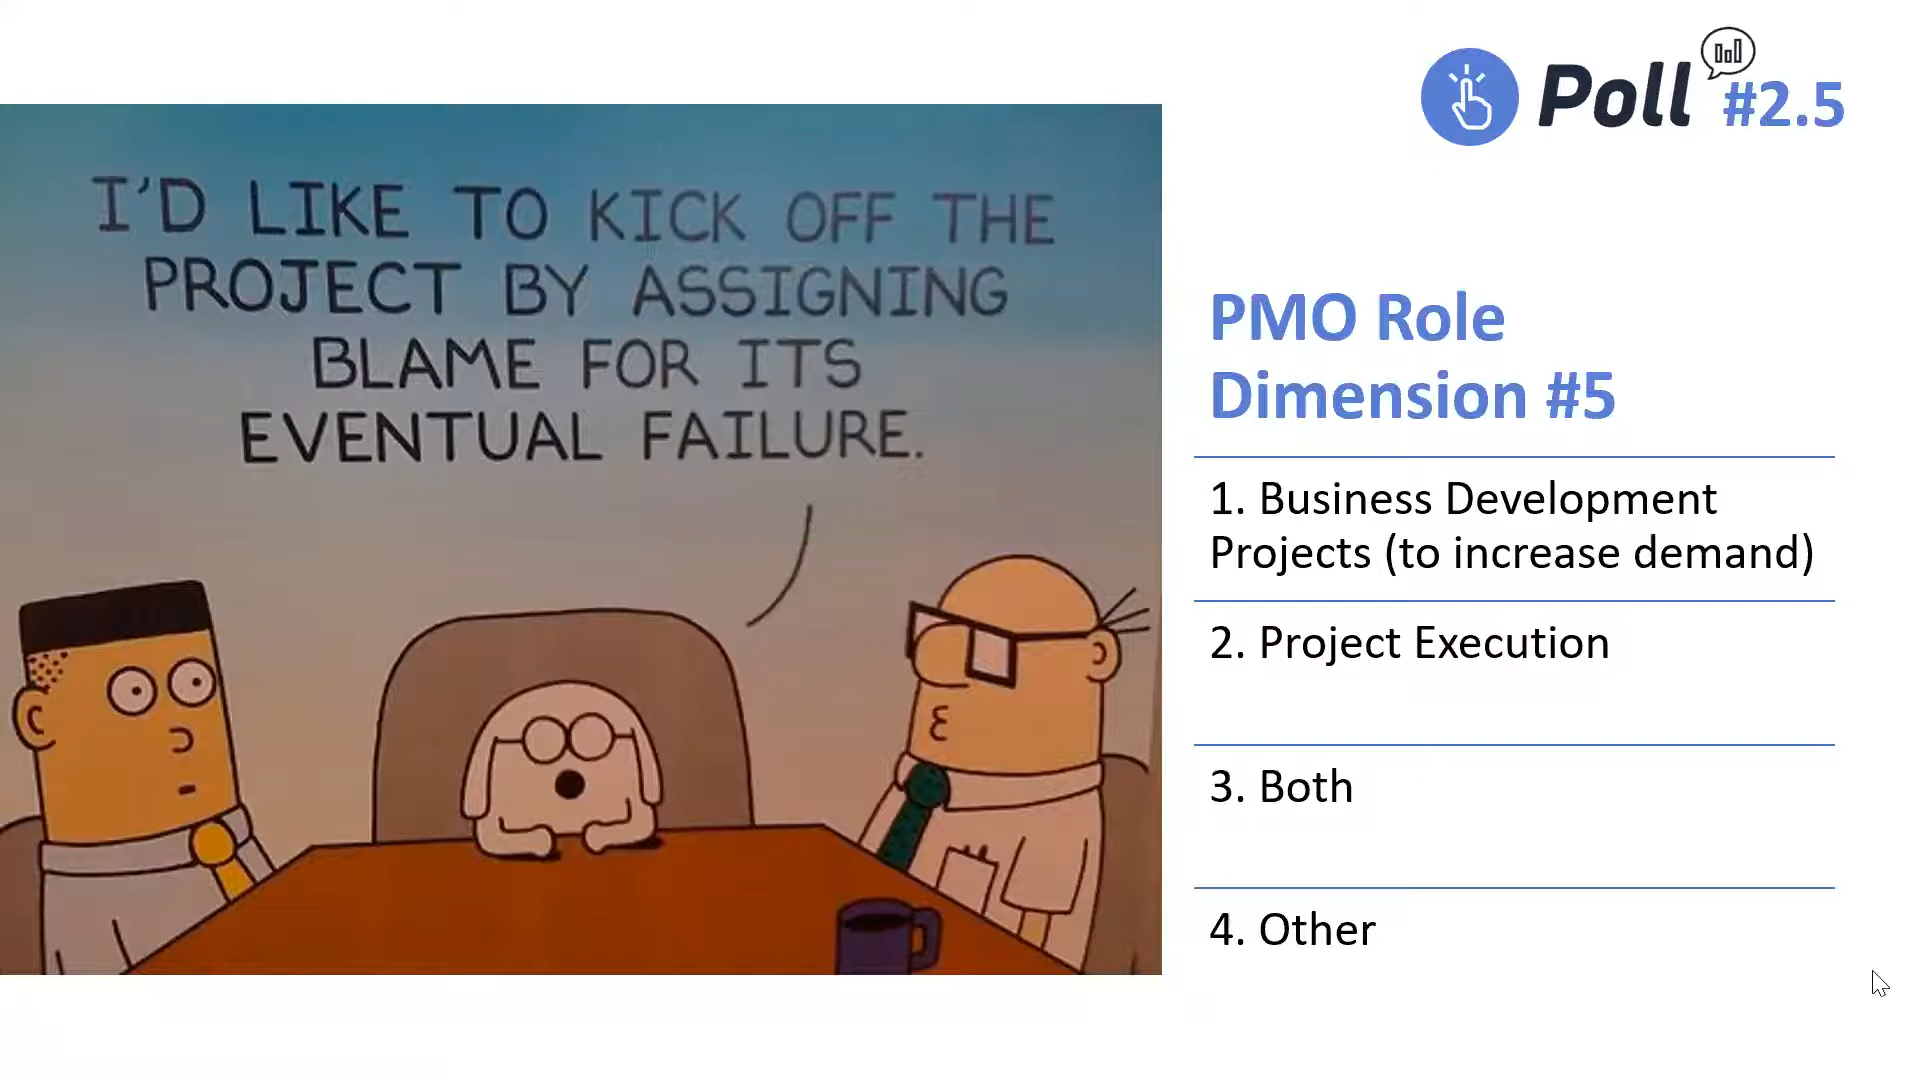 I'D LIKE TO KICK OFF THE
PROJECT BY ASSIGNING
BLAME FOR ITS
EVENTUAL FAILURE.
Poll #2.5
PMO Role
Dimension #5
1. Business Development
Projects (to increase demand)
2. Project Execution
3. Both
4. Other